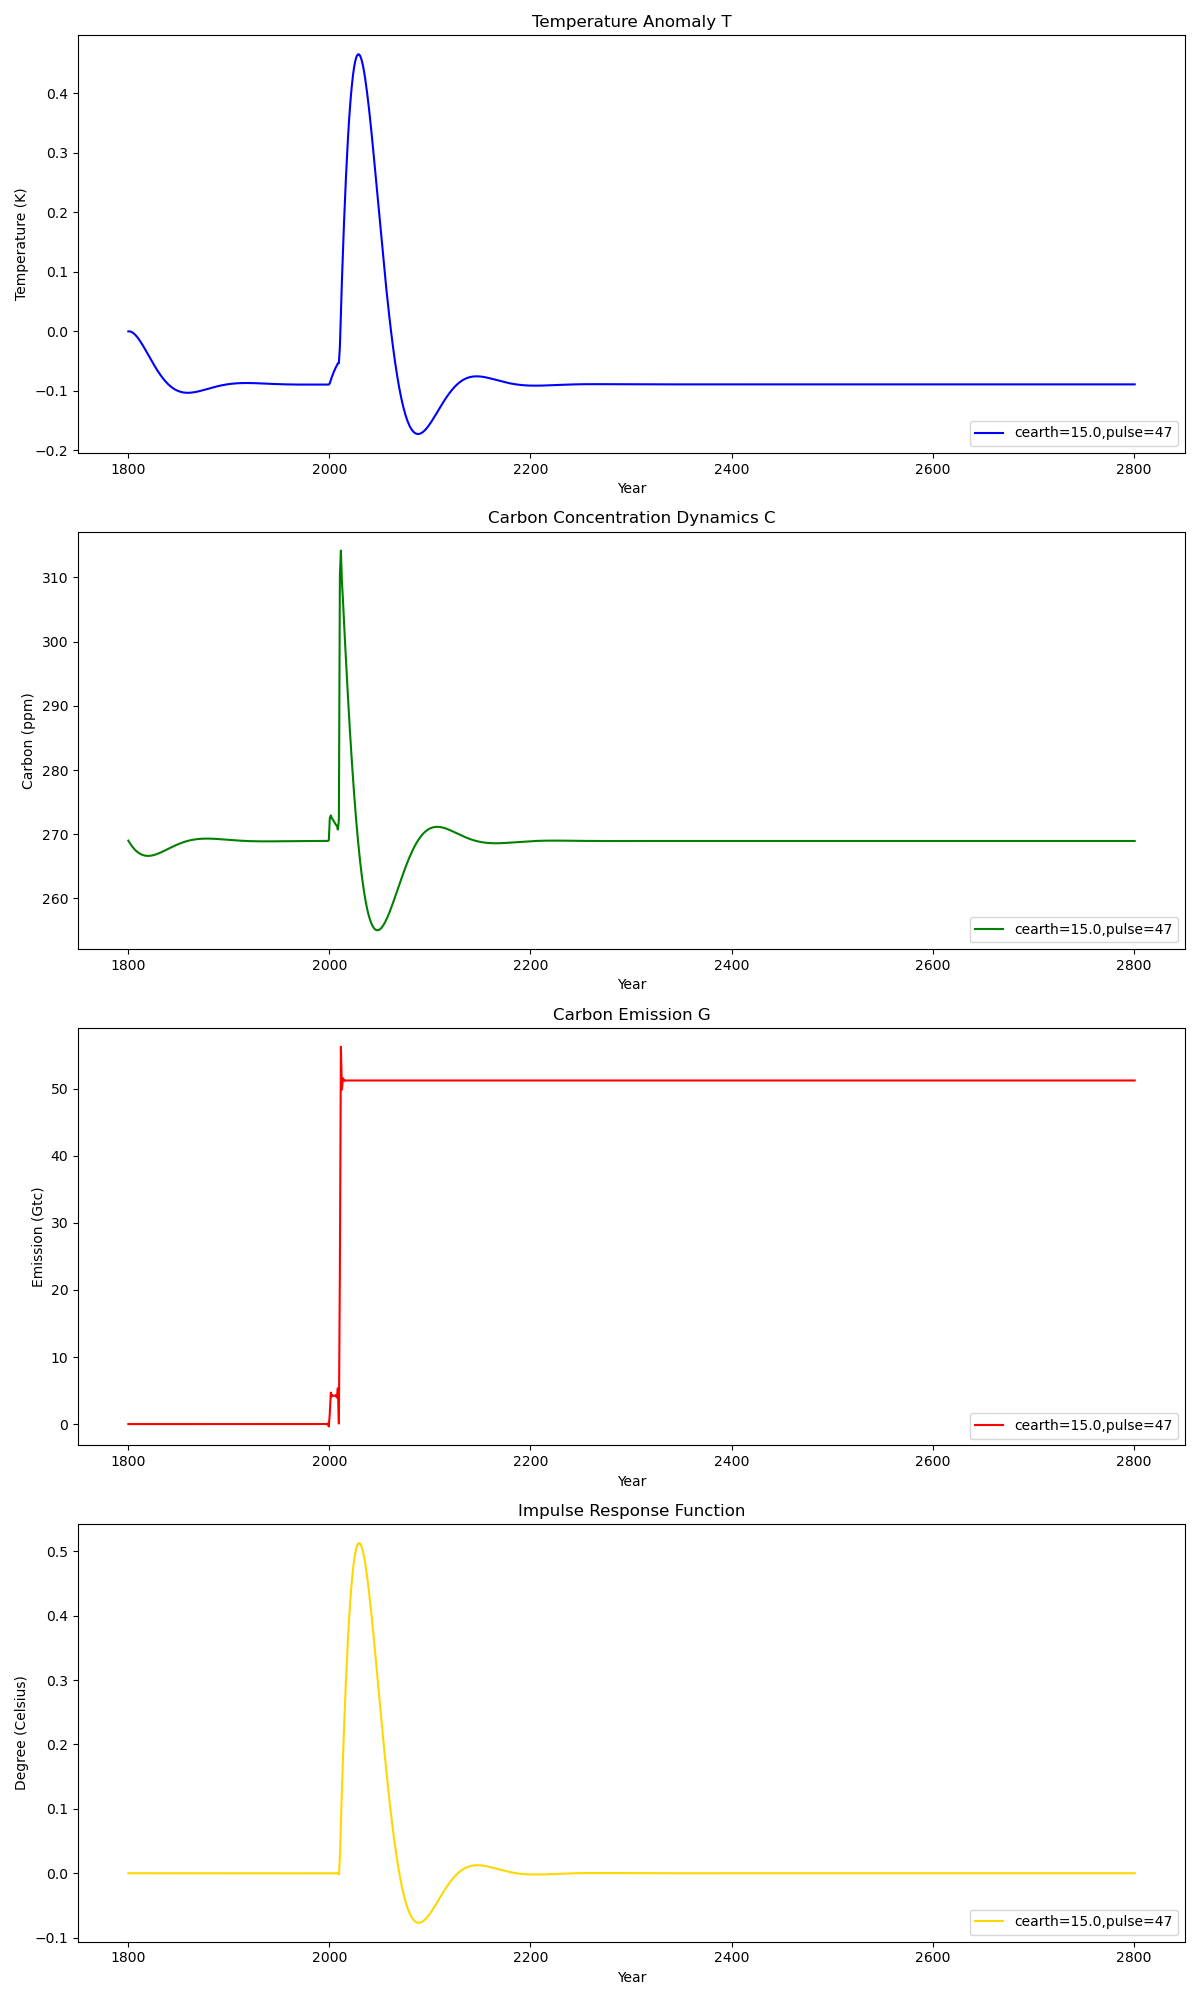 Temperature Anomaly T
Temperature (K)
0.4
0.3
0.2
0.1
0.0
−0.1
−0.2
cearth=15.0,pulse=47
1800 2000 2200 2400 2600 2800
Year
Carbon Concentration Dynamics C
Carbon (ppm)
310
300
290
280
270
260
cearth=15.0,pulse=47
1800 2000 2200 2400 2600 2800
Year
Carbon Emission G
Emission (Gtc)
50
40
30
20
10
0
cearth=15.0,pulse=47
1800 2000 2200 2400 2600 2800
Year
Impulse Response Function
Degree (Celsius)
0.5
0.4
0.3
0.2
0.1
0.0
−0.1
cearth=15.0,pulse=47
1800 2000 2200 2400 2600 2800
Year